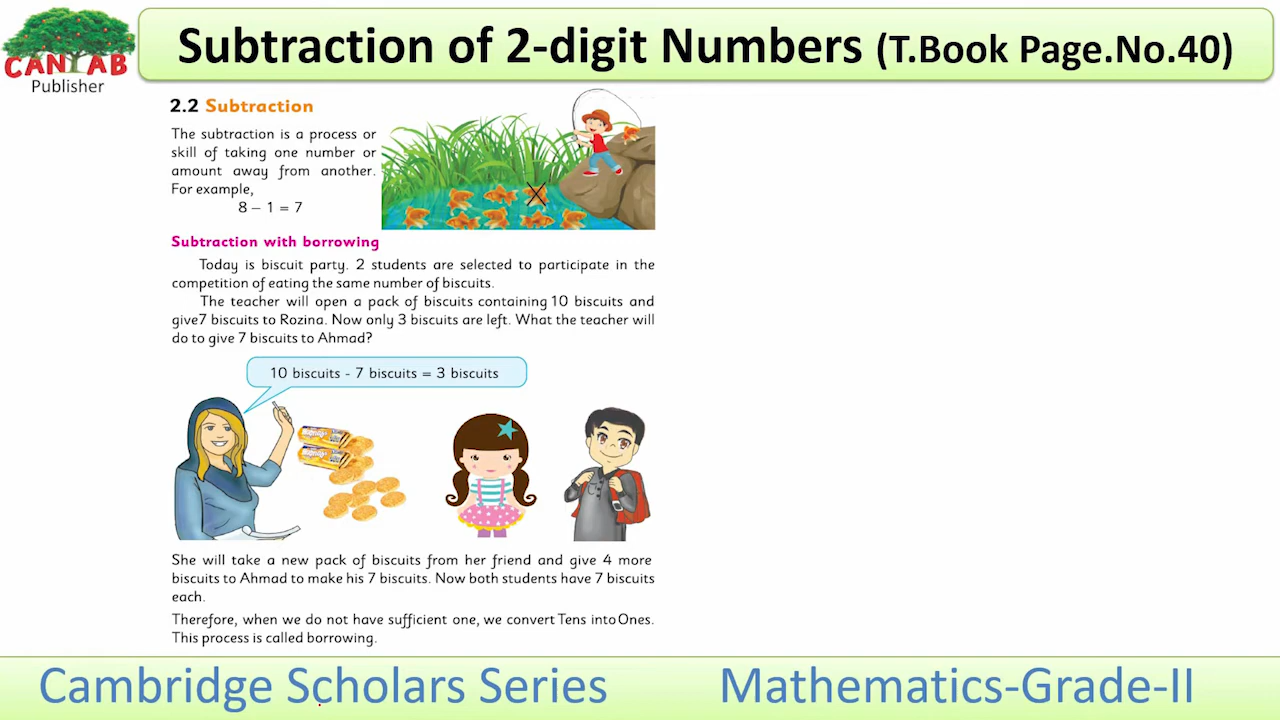 CANTAB
Publisher
Subtraction of 2-digit Numbers (T.Book Page.No.40)
2.2 Subtraction
The subtraction is a process or
skill of taking one number or
amount away from another.
For example,
8 – 1 = 7
Subtraction with borrowing
Today is biscuit party. 2 students are selected to participate in the
competition of eating the same number of biscuits.
The teacher will open a pack of biscuits containing 10 biscuits and
give7 biscuits to Rozina. Now only 3 biscuits are left. What the teacher will
do to give 7 biscuits to Ahmad?
10 biscuits - 7 biscuits = 3 biscuits
She will take a new pack of biscuits from her friend and give 4 more
biscuits to Ahmad to make his 7 biscuits. Now both students have 7 biscuits
each.
Therefore, when we do not have sufficient one, we convert Tens into Ones.
This process is called borrowing.
Cambridge Scholars Series
Mathematics-Grade-II